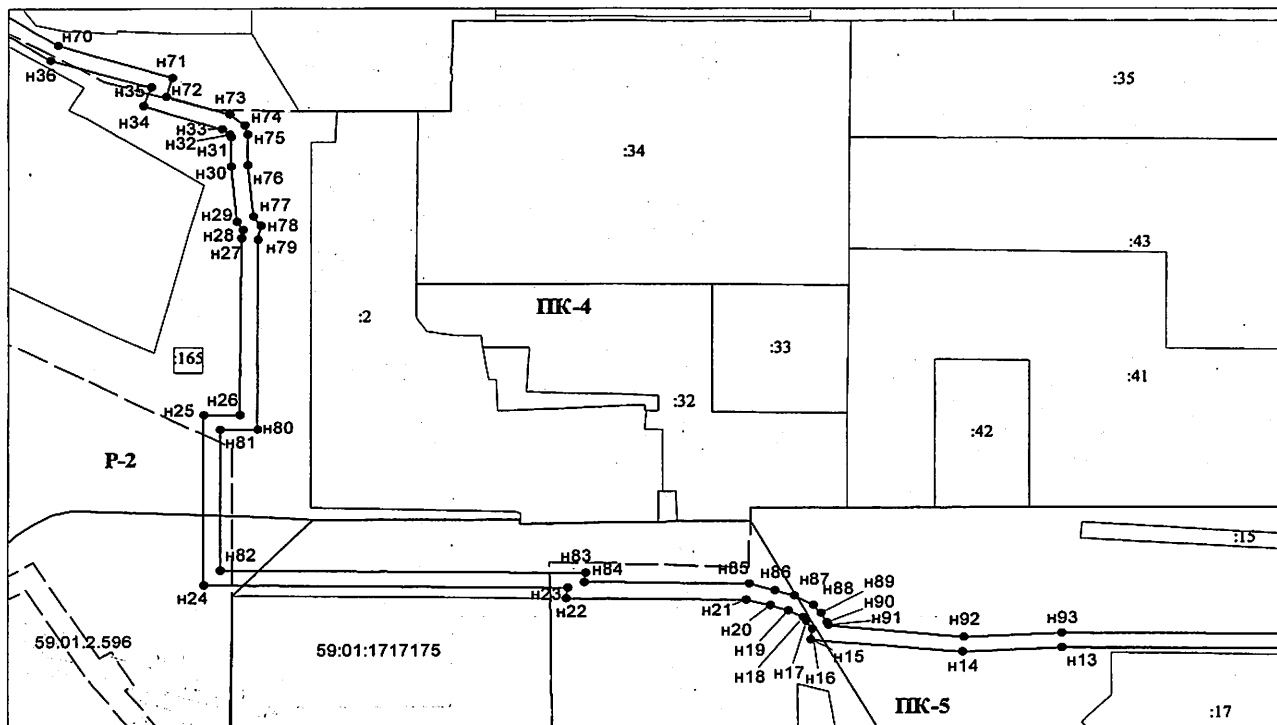 н70
н71
:35
н36
н35
н72
н73
н34
н74
н33
н75
н32
:34
н31
н30
н76
н29
н77
н78
н28
н79
:43
н27
ПК-4
:2
:33
:165
:41
н25
н26
:32
н80
:42
н81
Р-2
:15
н82
н83
н84
н85
н86
н87
н88
н89
н24
н23
н90
н22
н21
н91
н92
н93
н20
59:01:2.596
59:01:1717175
н19
н15
н14
н13
н18
н17
н16
ПК-5
:17